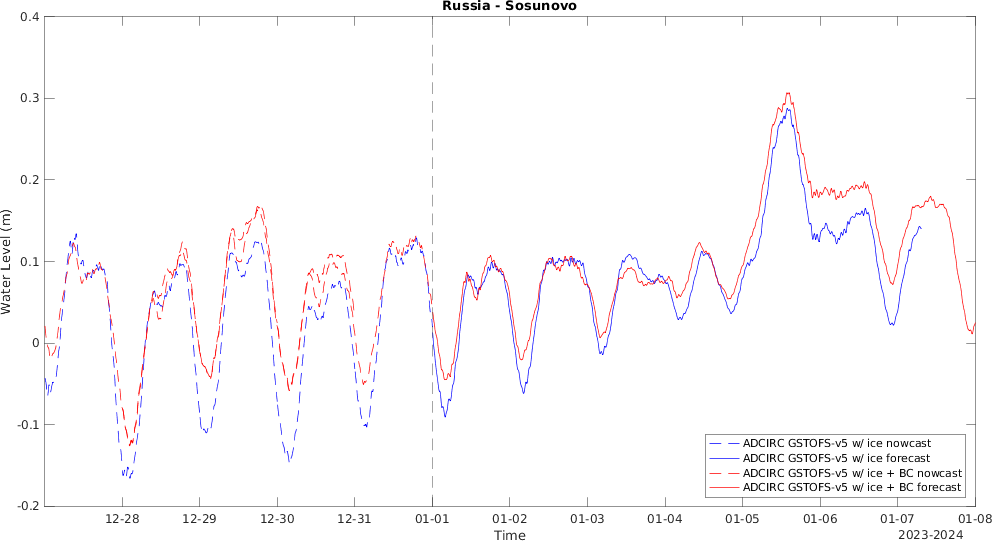 Russia - Sosunovo
0.4
0.3
0.2
0.1
0
-0.1
-0.2
Water Level (m)
12-28 12-29 12-30 12-31 01-01 01-02 01-03 01-04 01-05 01-06 01-07 01-08
Time
2023-2024
ADCIRC GSTOFS-v5 w/ ice nowcast
ADCIRC GSTOFS-v5 w/ ice forecast
ADCIRC GSTOFS-v5 w/ ice + BC nowcast
ADCIRC GSTOFS-v5 w/ ice + BC forecast